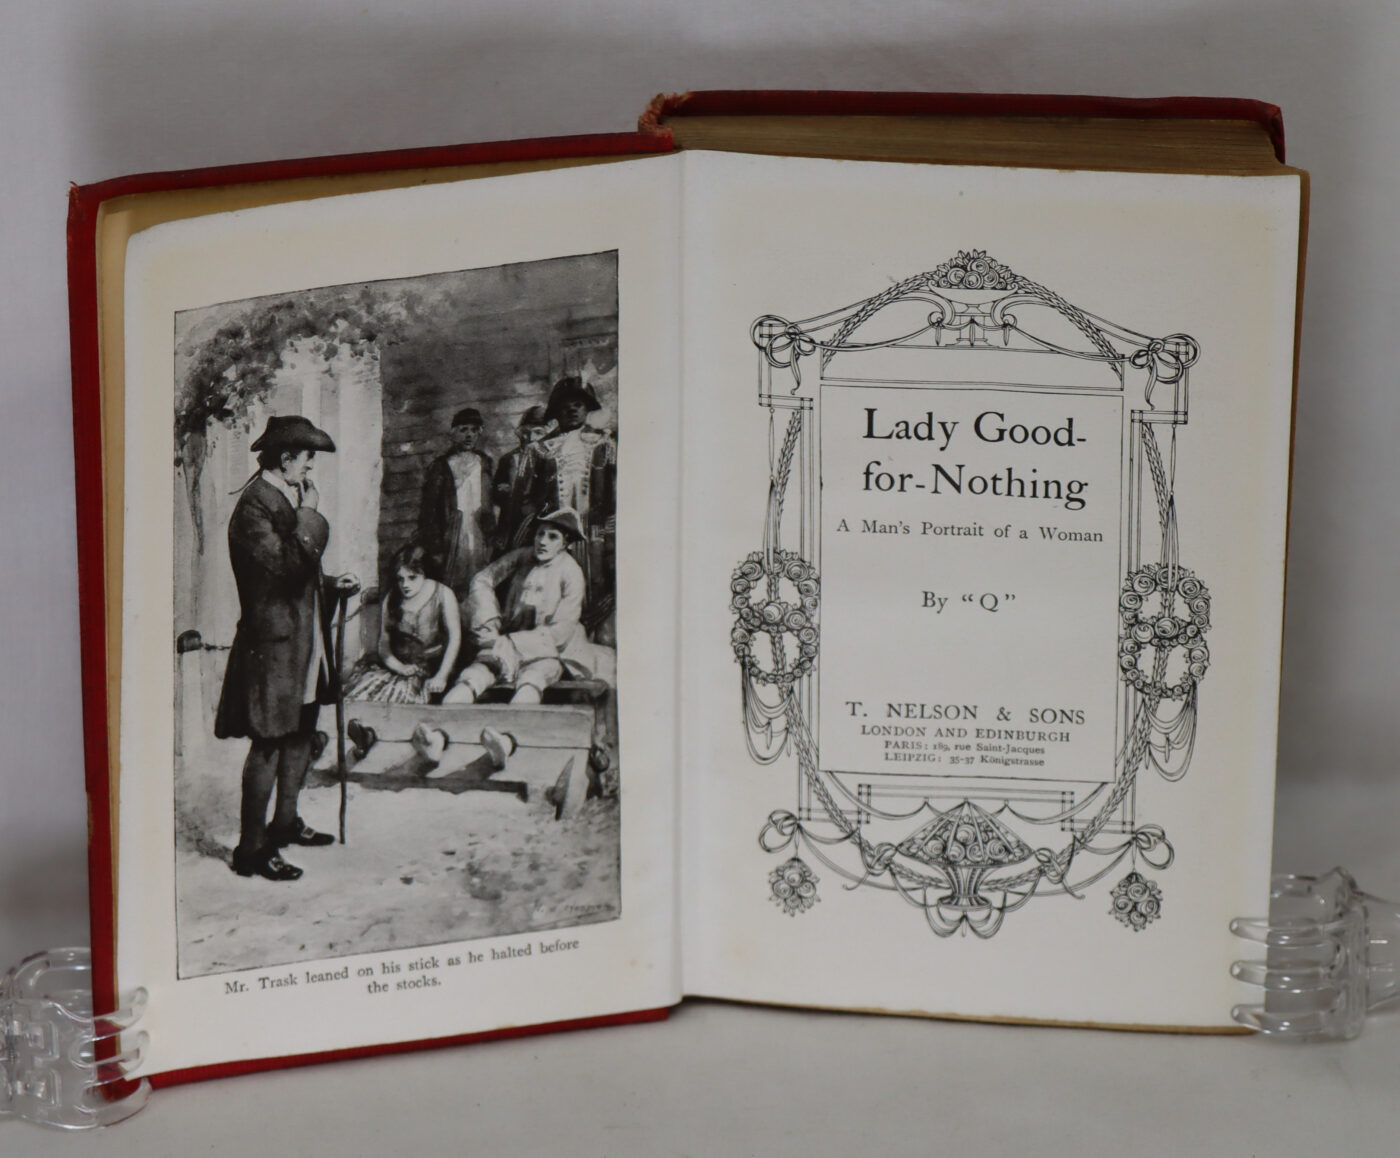 Mr. Trask leaned on his stick as he halted before
the stocks.
Lady Good-
for-Nothing
A Man's Portrait of a Woman
By "Q"
T. NELSON & SONS
LONDON AND EDINBURGH
PARIS: 189, rue Saint-Jacques
LEIPZIG: 35-37 Königstrasse